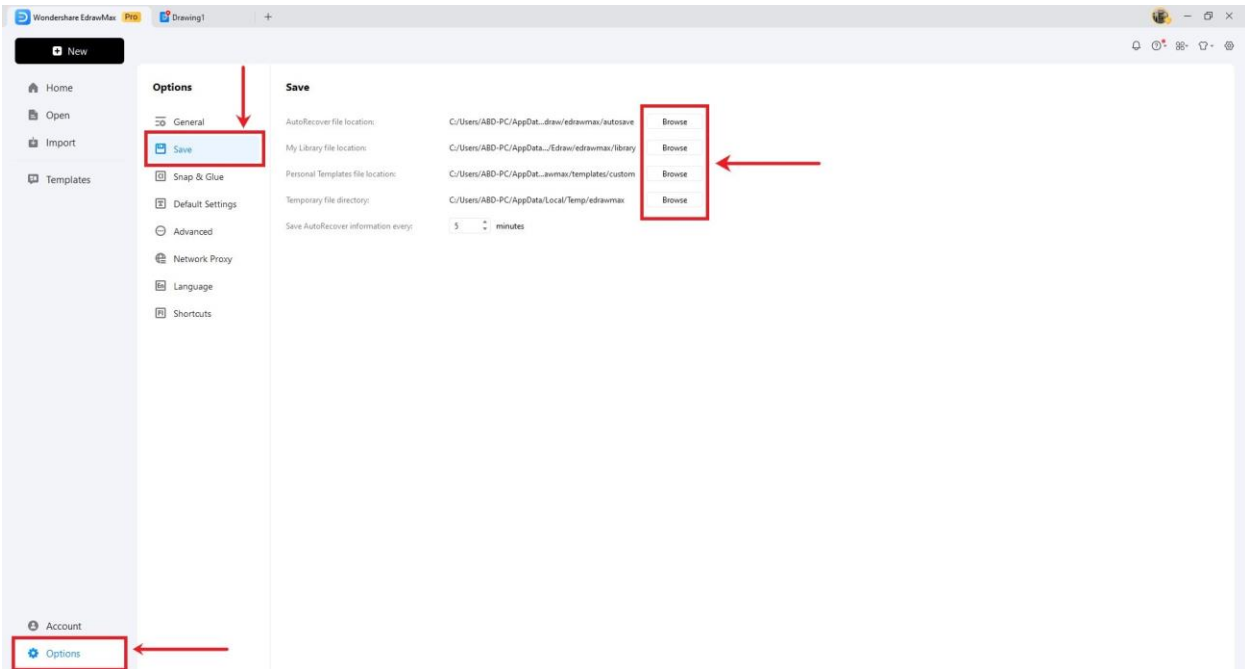 Wondershare EdrawMax Pro Drawing1 +
New
Home
Open
Import
Templates
Account
Options
Options
General
Save
Snap & Glue
Default Settings
Advanced
Network Proxy
Language
Shortcuts
Save
AutoRecover file location: C:/Users/ABD-PC/AppDat...draw/edrawmax/autosave Browse
My Library file location: C:/Users/ABD-PC/AppData.../Edraw/edrawmax/library Browse
Personal Templates file location: C:/Users/ABD-PC/AppDat...awmax/templates/custom Browse
Temporary file directory: C:/Users/ABD-PC/AppData/Local/Temp/edrawmax Browse
Save AutoRecover information every: 5 minutes